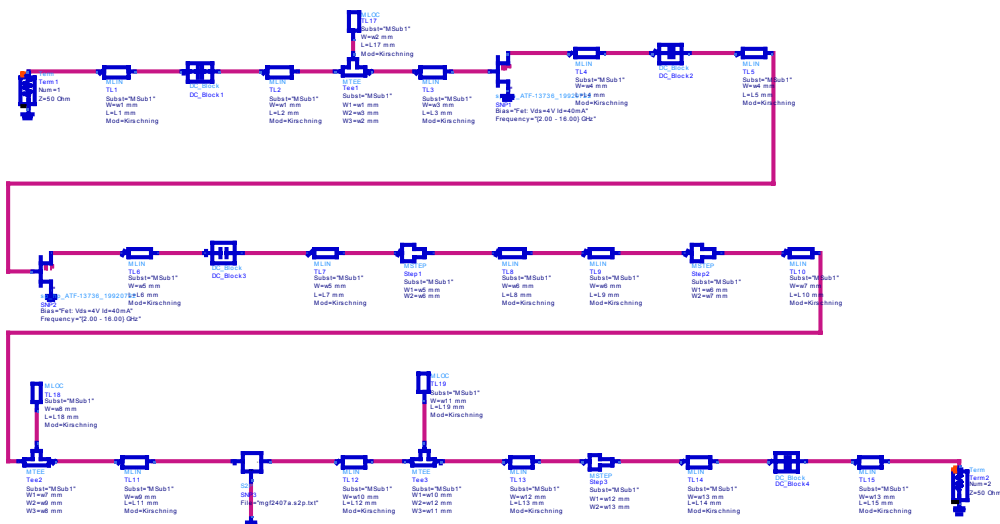 MLOC
TL17
Subst="MSub1"
W=w2 mm
L=L17 mm
Mod=Kirschning
Term
Term1
Num=1
Z=50 Ohm
MLIN
TL1
Subst="MSub1"
W=w1 mm
L=L1 mm
Mod=Kirschning
DC_Block
DC_Block1
MLIN
TL2
Subst="MSub1"
W=w1 mm
L=L2 mm
Mod=Kirschning
MTEE
Tee1
Subst="MSub1"
W1=w1 mm
W2=w3 mm
W3=w2 mm
MLIN
TL3
Subst="MSub1"
W=w3 mm
L=L3 mm
Mod=Kirschning
SNP1
Bias="Fet: Vds=4V Id=40mA"
Frequency="{2.00 - 16.00} GHz"
MLIN
TL4
Subst="MSub1"
W=w4 mm
Mod=Kirschning
DC_Block
DC_Block2
MLIN
TL5
Subst="MSub1"
W=w4 mm
L=L5 mm
Mod=Kirschning
SNP2
Bias="Fet: Vds=4V Id=40mA"
Frequency="{2.00 - 16.00} GHz"
MLIN
TL6
Subst="MSub1"
W=w5 mm
Mod=Kirschning
DC_Block
DC_Block3
MLIN
TL7
Subst="MSub1"
W=w5 mm
L=L7 mm
Mod=Kirschning
MSTEP
Step1
Subst="MSub1"
W1=w5 mm
W2=w6 mm
MLIN
TL8
Subst="MSub1"
W=w6 mm
L=L8 mm
Mod=Kirschning
MLIN
TL9
Subst="MSub1"
W=w6 mm
L=L9 mm
Mod=Kirschning
MSTEP
Step2
Subst="MSub1"
W1=w6 mm
W2=w7 mm
MLIN
TL10
Subst="MSub1"
W=w7 mm
L=L10 mm
Mod=Kirschning
MLOC
TL18
Subst="MSub1"
W=w8 mm
L=L18 mm
Mod=Kirschning
MLOC
TL19
Subst="MSub1"
W=w11 mm
L=L19 mm
Mod=Kirschning
MTEE
Tee2
Subst="MSub1"
W1=w7 mm
W2=w9 mm
W3=w8 mm
MLIN
TL11
Subst="MSub1"
W=w9 mm
L=L11 mm
Mod=Kirschning
SNP3
File="mgf2407a.s2p.txt"
MLIN
TL12
Subst="MSub1"
W=w10 mm
L=L12 mm
Mod=Kirschning
MTEE
Tee3
Subst="MSub1"
W1=w10 mm
W2=w12 mm
W3=w11 mm
MLIN
TL13
Subst="MSub1"
W=w12 mm
L=L13 mm
Mod=Kirschning
MSTEP
Step3
Subst="MSub1"
W1=w12 mm
W2=w13 mm
MLIN
TL14
Subst="MSub1"
W=w13 mm
L=L14 mm
Mod=Kirschning
DC_Block
DC_Block4
MLIN
TL15
Subst="MSub1"
W=w13 mm
L=L15 mm
Mod=Kirschning
Term
Term2
Num=2
Z=50 Ohm